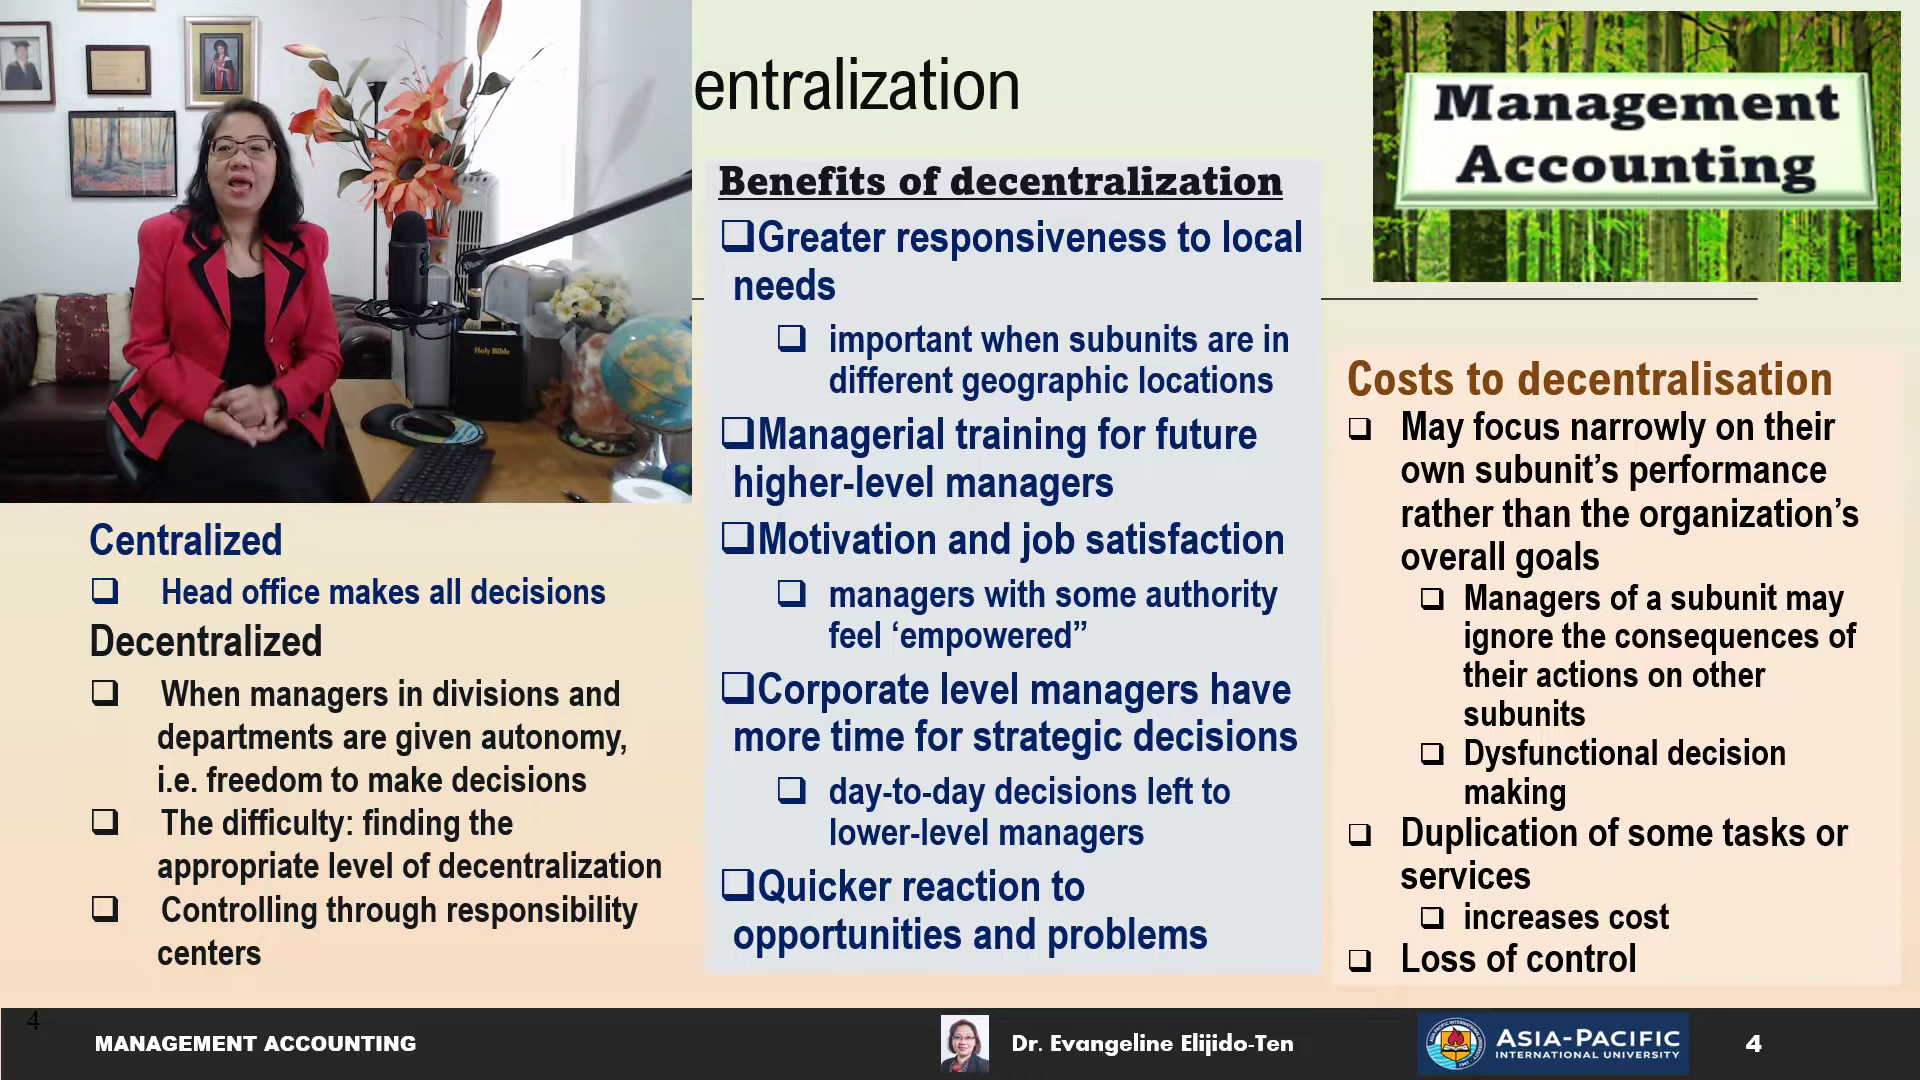 entralization
Management
Accounting
Holy Bible
Centralized
❑ Head office makes all decisions
Decentralized
❑ When managers in divisions and
departments are given autonomy,
i.e. freedom to make decisions
❑ The difficulty: finding the
appropriate level of decentralization
❑ Controlling through responsibility
centers
Benefits of decentralization
❑Greater responsiveness to local
needs
❑ important when subunits are in
different geographic locations
❑Managerial training for future
higher-level managers
❑Motivation and job satisfaction
❑ managers with some authority
feel ‘empowered”
❑Corporate level managers have
more time for strategic decisions
❑ day-to-day decisions left to
lower-level managers
❑Quicker reaction to
opportunities and problems
Costs to decentralisation
❑ May focus narrowly on their
own subunit’s performance
rather than the organization’s
overall goals
❑ Managers of a subunit may
ignore the consequences of
their actions on other
subunits
❑ Dysfunctional decision
making
❑ Duplication of some tasks or
services
❑ increases cost
❑ Loss of control
4
MANAGEMENT ACCOUNTING
Dr. Evangeline Elijido-Ten
ASIA-PACIFIC
INTERNATIONAL UNIVERSITY
4